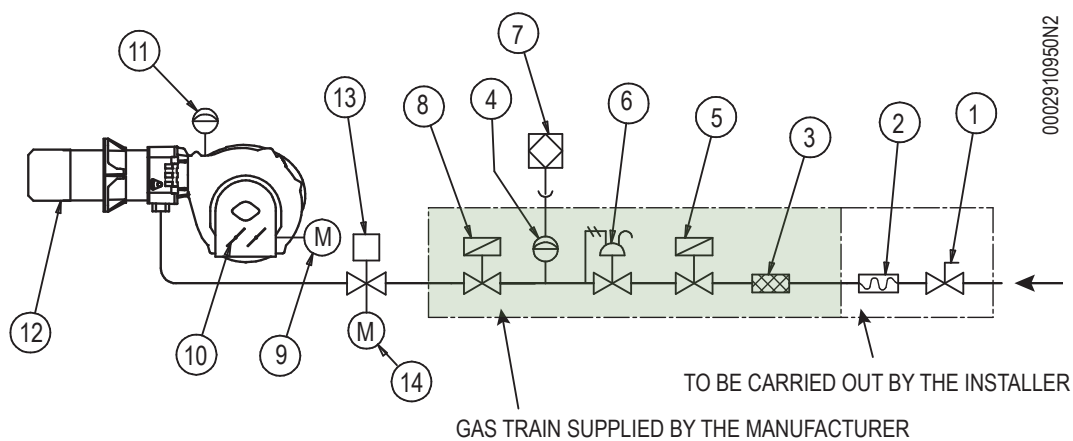 0002910950N2
11
13
8
4
7
6
5
3
2
1
M
M
12
10
9
14
TO BE CARRIED OUT BY THE INSTALLER
GAS TRAIN SUPPLIED BY THE MANUFACTURER